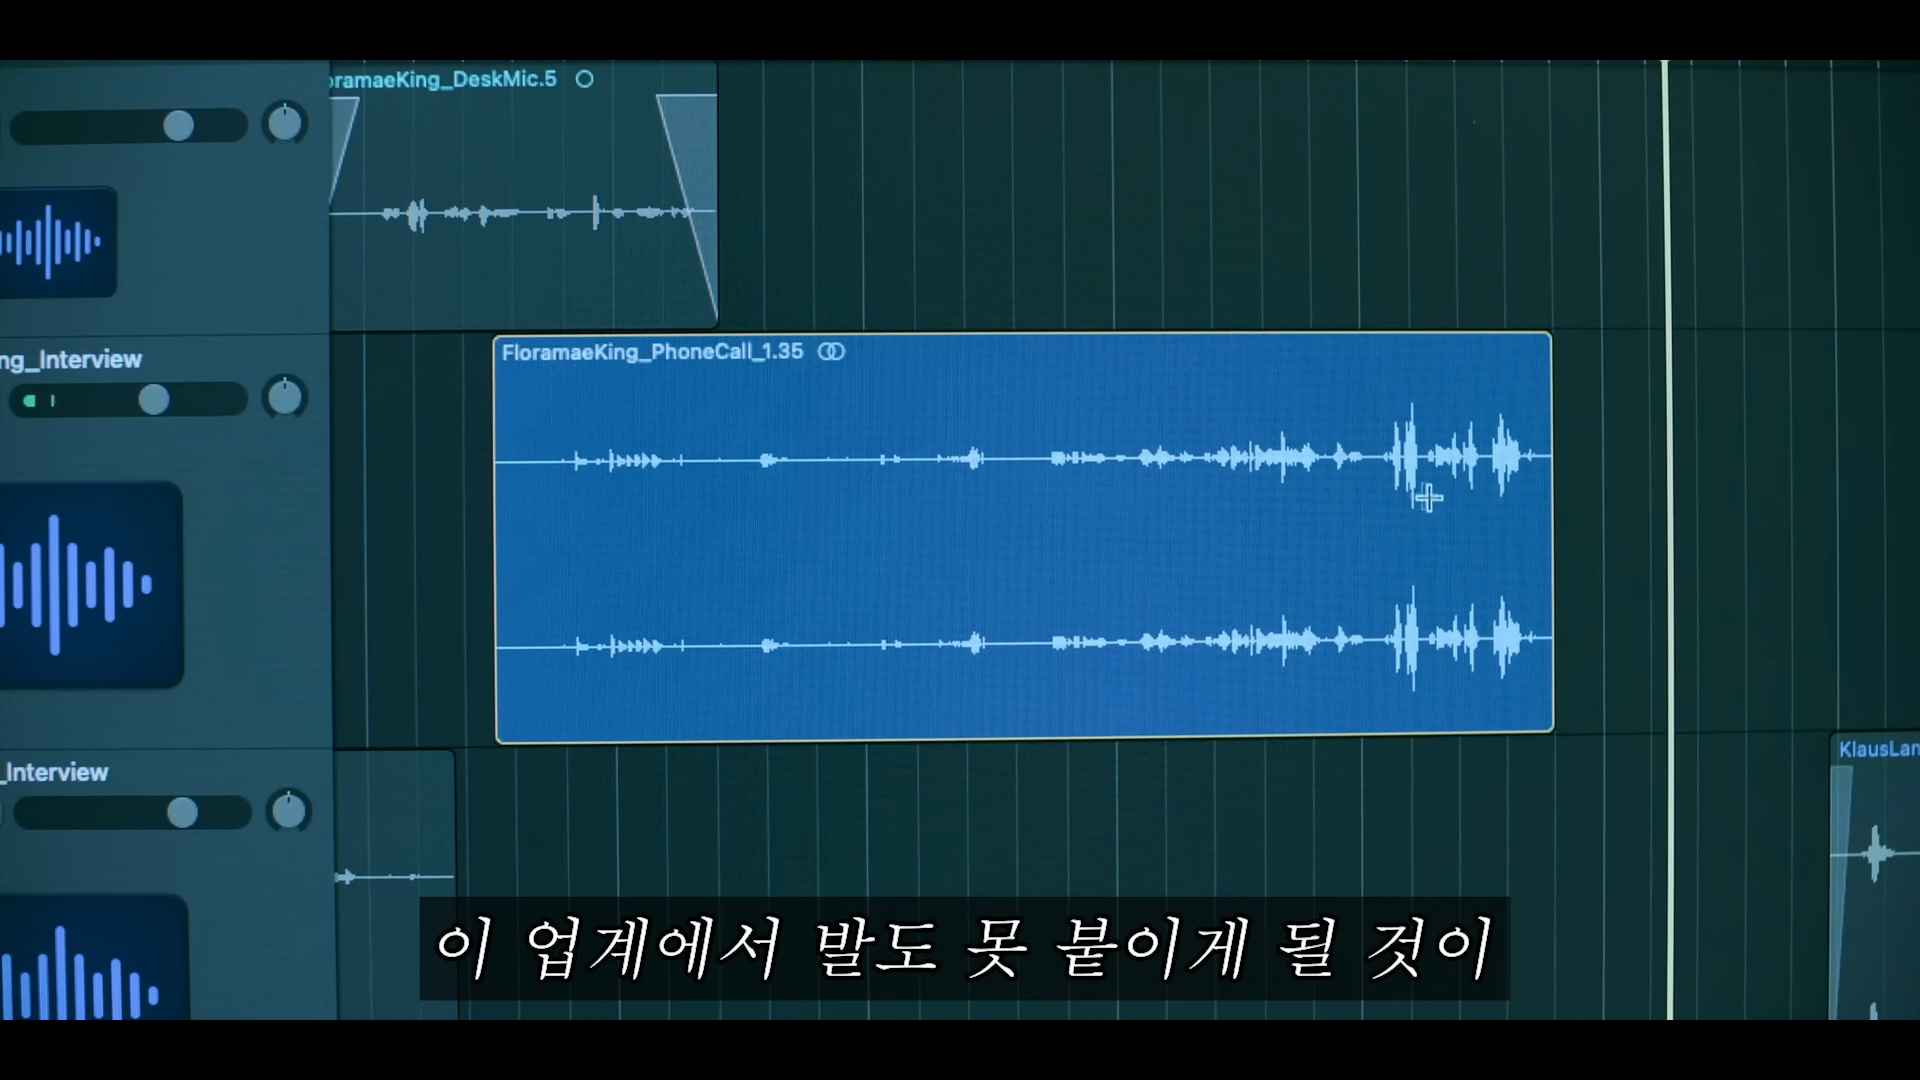 oramaeKing_DeskMic.5
ng_Interview
FloramaeKing_PhoneCall_1.35
_Interview
KlausLan
이 업계에서 발도 못 붙이게 될 것이